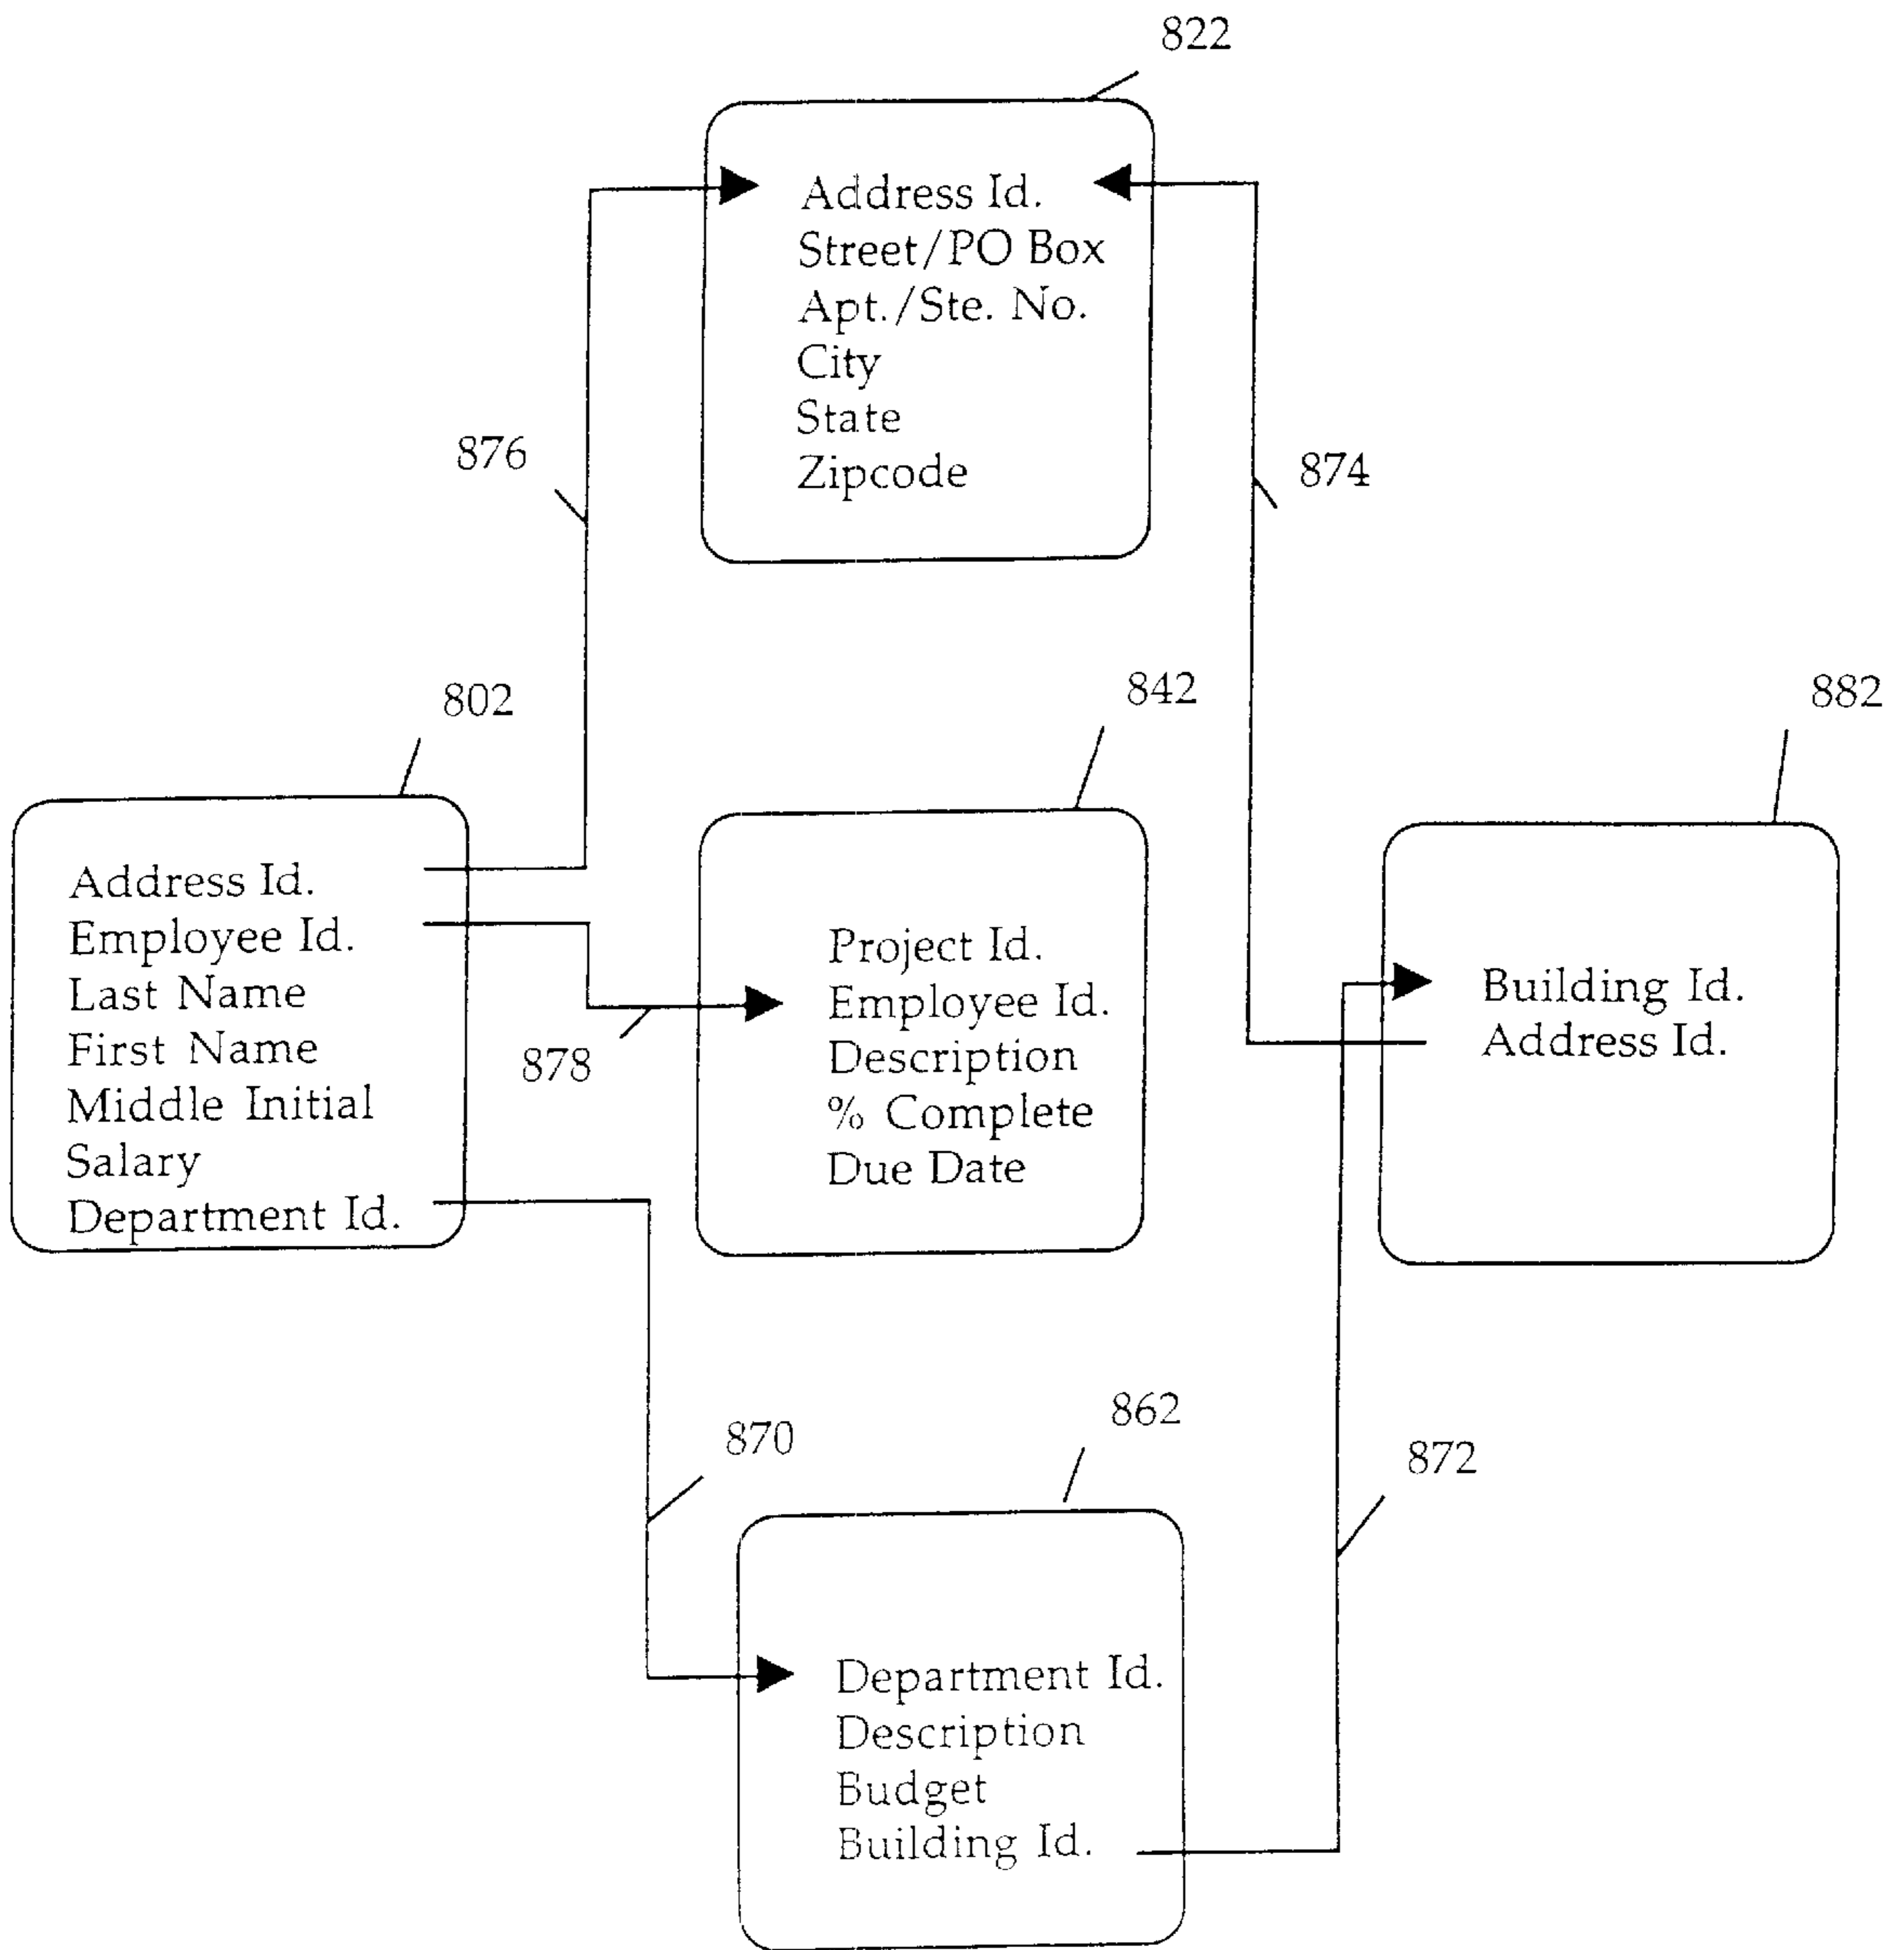 822
Address Id.
Street/PO Box
Apt./Ste. No.
City
State
Zipcode
876
874
802
842
882
Address Id.
Employee Id.
Last Name
First Name
Middle Initial
Salary
Department Id.
878
Project Id.
Employee Id.
Description
% Complete
Due Date
Building Id.
Address Id.
870
862
872
Department Id.
Description
Budget
Building Id.